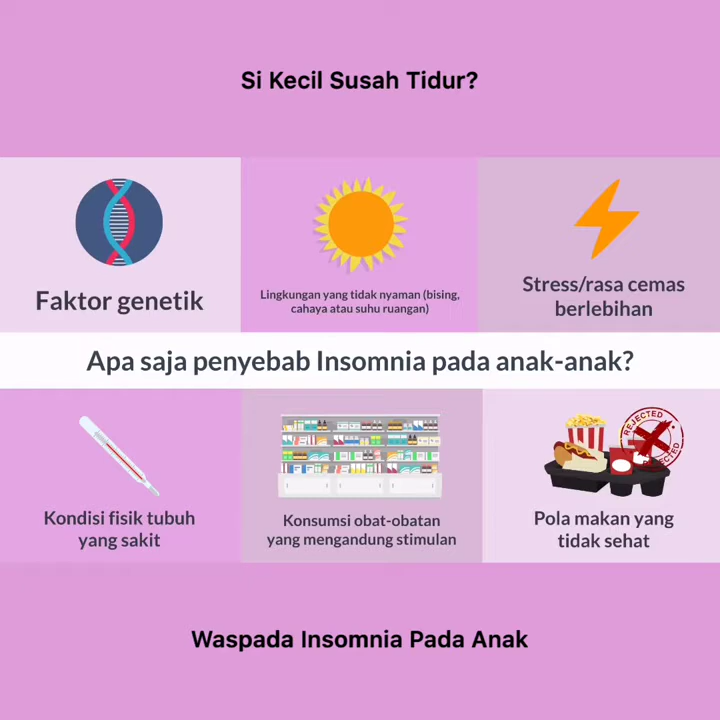 Si Kecil Susah Tidur?
Faktor genetik
Lingkungan yang tidak nyaman (bising,
cahaya atau suhu ruangan)
Stress/rasa cemas
berlebihan
Apa saja penyebab Insomnia pada anak-anak?
Kondisi fisik tubuh
yang sakit
Konsumsi obat-obatan
yang mengandung stimulan
REJECTED
REJECTED
Pola makan yang
tidak sehat
Waspada Insomnia Pada Anak